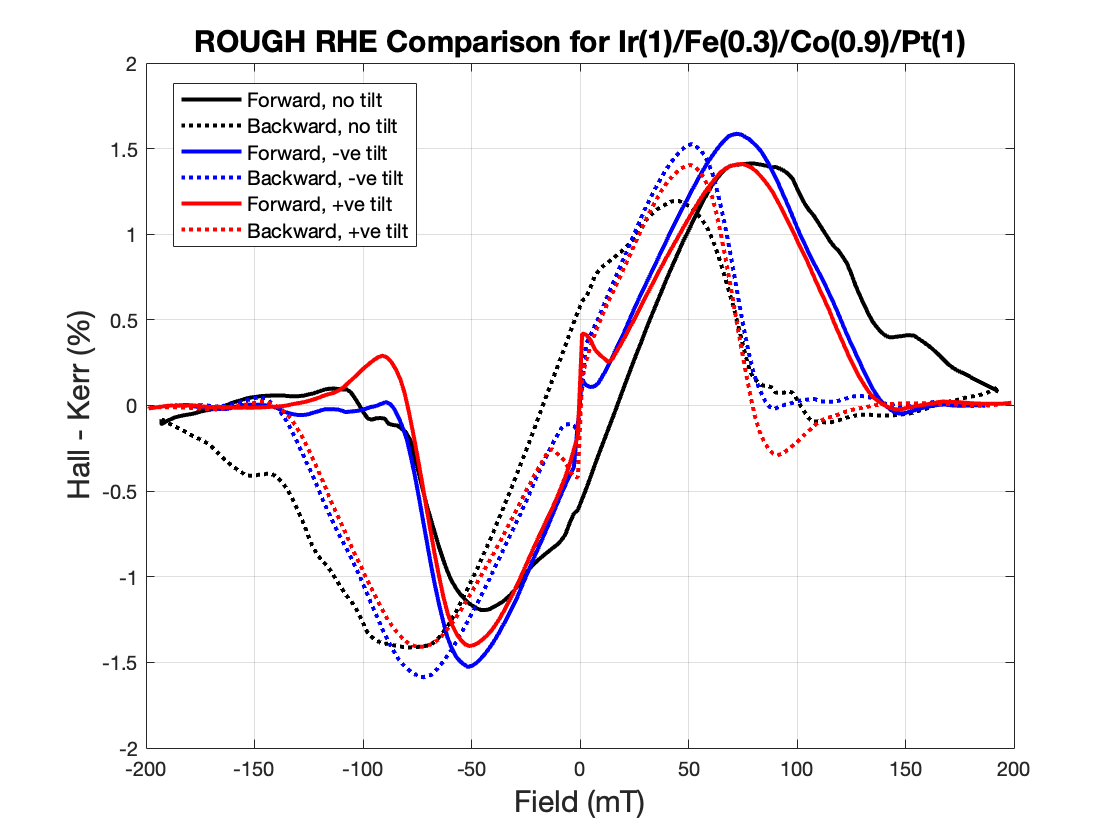 ROUGH RHE Comparison for Ir(1)/Fe(0.3)/Co(0.9)/Pt(1)
Forward, no tilt
Backward, no tilt
Forward, -ve tilt
Backward, -ve tilt
Forward, +ve tilt
Backward, +ve tilt
2
1.5
1
0.5
0
-0.5
-1
-1.5
-2
Hall - Kerr (%)
-200 -150 -100 -50 0 50 100 150 200
Field (mT)